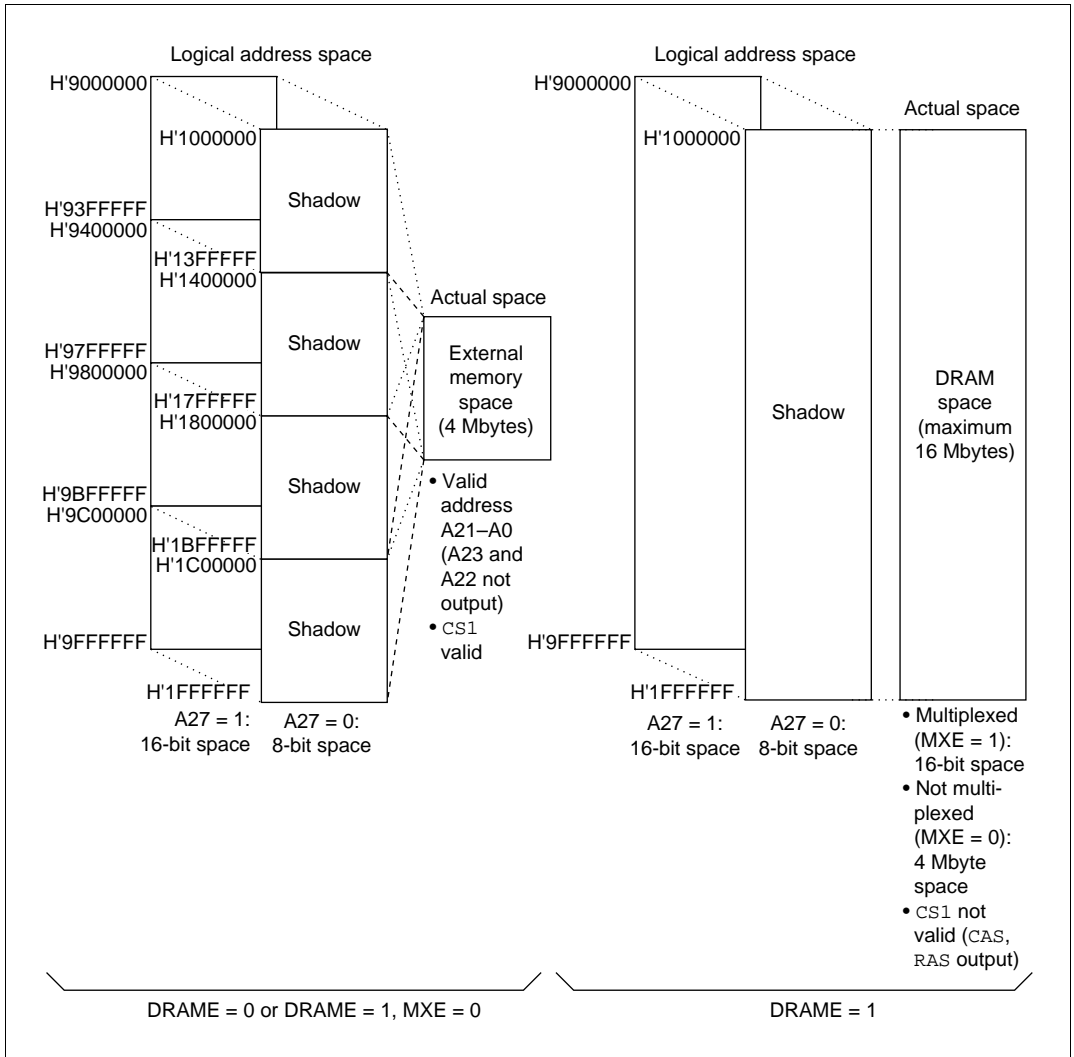 Logical address space
H'9000000
H'1000000
Shadow
H'93FFFFF
H'9400000
H'13FFFFF
H'1400000
Shadow
H'97FFFFF
H'9800000
H'17FFFFF
H'1800000
Shadow
H'9BFFFFF
H'9C00000
H'1BFFFFF
H'1C00000
Shadow
H'9FFFFFF
H'1FFFFFF
A27 = 1:
16-bit space
A27 = 0:
8-bit space
Actual space
External
memory
space
(4 Mbytes)
• Valid
address
A21–A0
(A23 and
A22 not
output)
• CS1
valid
DRAME = 0 or DRAME = 1, MXE = 0
Logical address space
H'9000000
H'1000000
Shadow
H'9FFFFFF
H'1FFFFFF
A27 = 1:
16-bit space
A27 = 0:
8-bit space
Actual space
DRAM
space
(maximum
16 Mbytes)
• Multiplexed
(MXE = 1):
16-bit space
• Not multi-
plexed
(MXE = 0):
4 Mbyte
space
• CS1 not
valid (CAS,
RAS output)
DRAME = 1